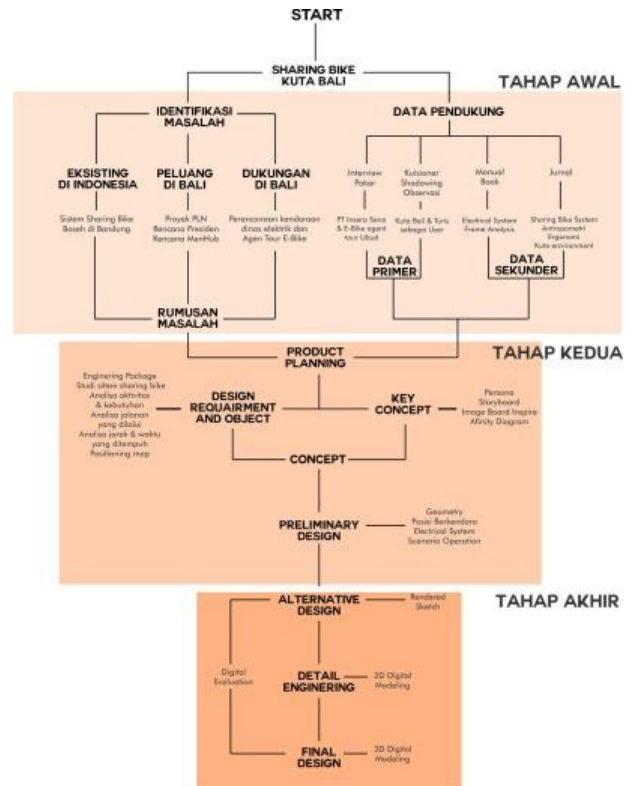 START
SHARING BIKE
KUTA BALI
TAHAP AWAL
IDENTIFIKASI
MASALAH
DATA PENDUKUNG
EKSISTING
DI INDONESIA
PELUANG
DI BALI
DUKUNGAN
DI BALI
Interview
Pakar
Kuisioner
Shadowing
Observasi
Manual
Book
Jurnal
Sistem Sharing Bike
Boseh di Bandung
Proyek PLN
Rencana Presiden
Rencana MenHub
Perencanaan kendaraan
dinas elektrik dan
Agen Tour E-Bike
PT Insera Sena
& E-Bike agent
tour Ubud
Kuta Bali & Turis
sebagai User
Electrical System
Frame Analysis
Sharing Bike System
Antropometri
Ergonomi
Kuta environment
DATA
PRIMER
DATA
SEKUNDER
RUMUSAN
MASALAH
TAHAP KEDUA
PRODUCT
PLANNING
Enginering Package
Studi sitem sharing bike
Analisa aktivitas
& kebutuhan
Analisa jalanan
yang dilalui
Analisa jarak & waktu
yang ditempuh
Positioning map
DESIGN
REQUAIRMENT
AND OBJECT
KEY
CONCEPT
Persona
Storyboard
Image Board Inspira
Afinity Diagram
CONCEPT
PRELIMINARY
DESIGN
Geometry
Posisi Berkendara
Electrical System
Scenario Operation
TAHAP AKHIR
ALTERNATIVE
DESIGN
Rendered
Sketch
Digital
Evaluation
DETAIL
ENGINERING
3D Digital
Modeling
FINAL
DESIGN
3D Digital
Modeling